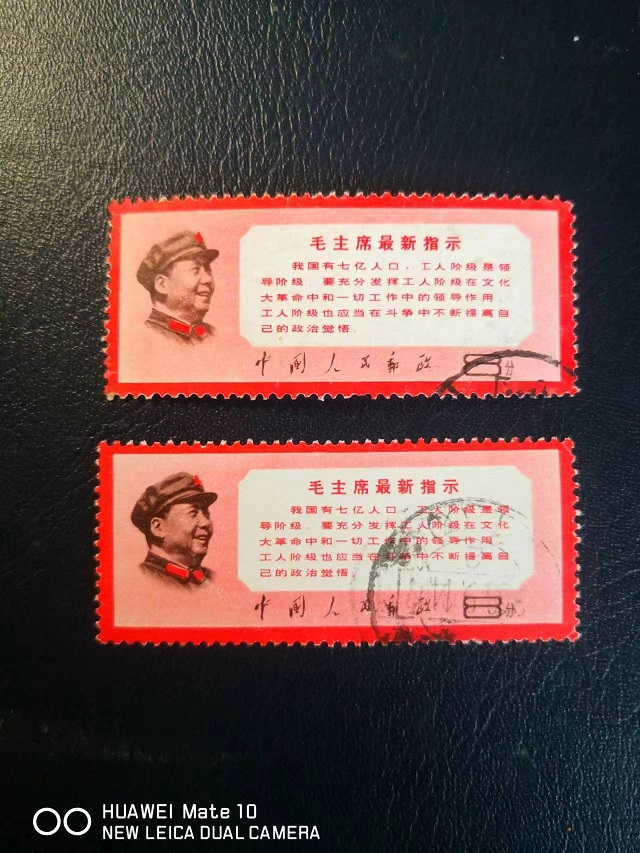 毛主席最新指示
我国有七亿人口，工人阶级是领
导阶级．要充分发挥工人阶级在文化
大革命中和一切工作中的领导作用．
工人阶级也应当在斗争中不断提高自
己的政治觉悟．
中国人民邮政 8分
毛主席最新指示
我国有七亿人口，工人阶级是领
导阶级．要充分发挥工人阶级在文化
大革命中和一切工作中的领导作用．
工人阶级也应当在斗争中不断提高自
己的政治觉悟．
中国人民邮政 8分
HUAWEI Mate 10
NEW LEICA DUAL CAMERA